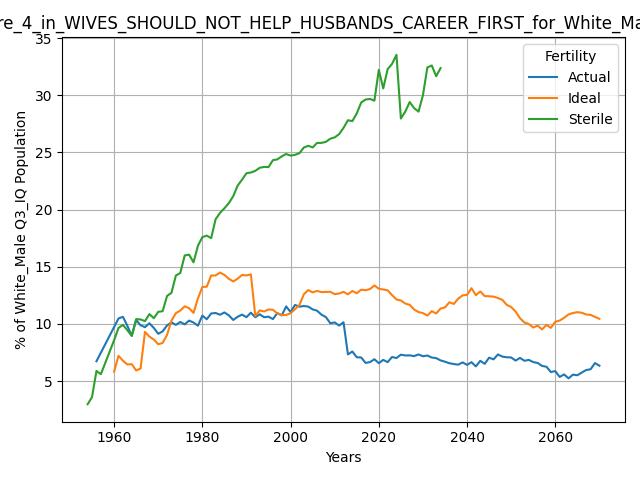 re_4_in_WIVES_SHOULD_NOT_HELP_HUSBANDS_CAREER_FIRST_for_White_Ma
35
30
25
20
15
10
5
% of White_Male Q3_IQ Population
Fertility
Actual
Ideal
Sterile
1960 1980 2000 2020 2040 2060
Years